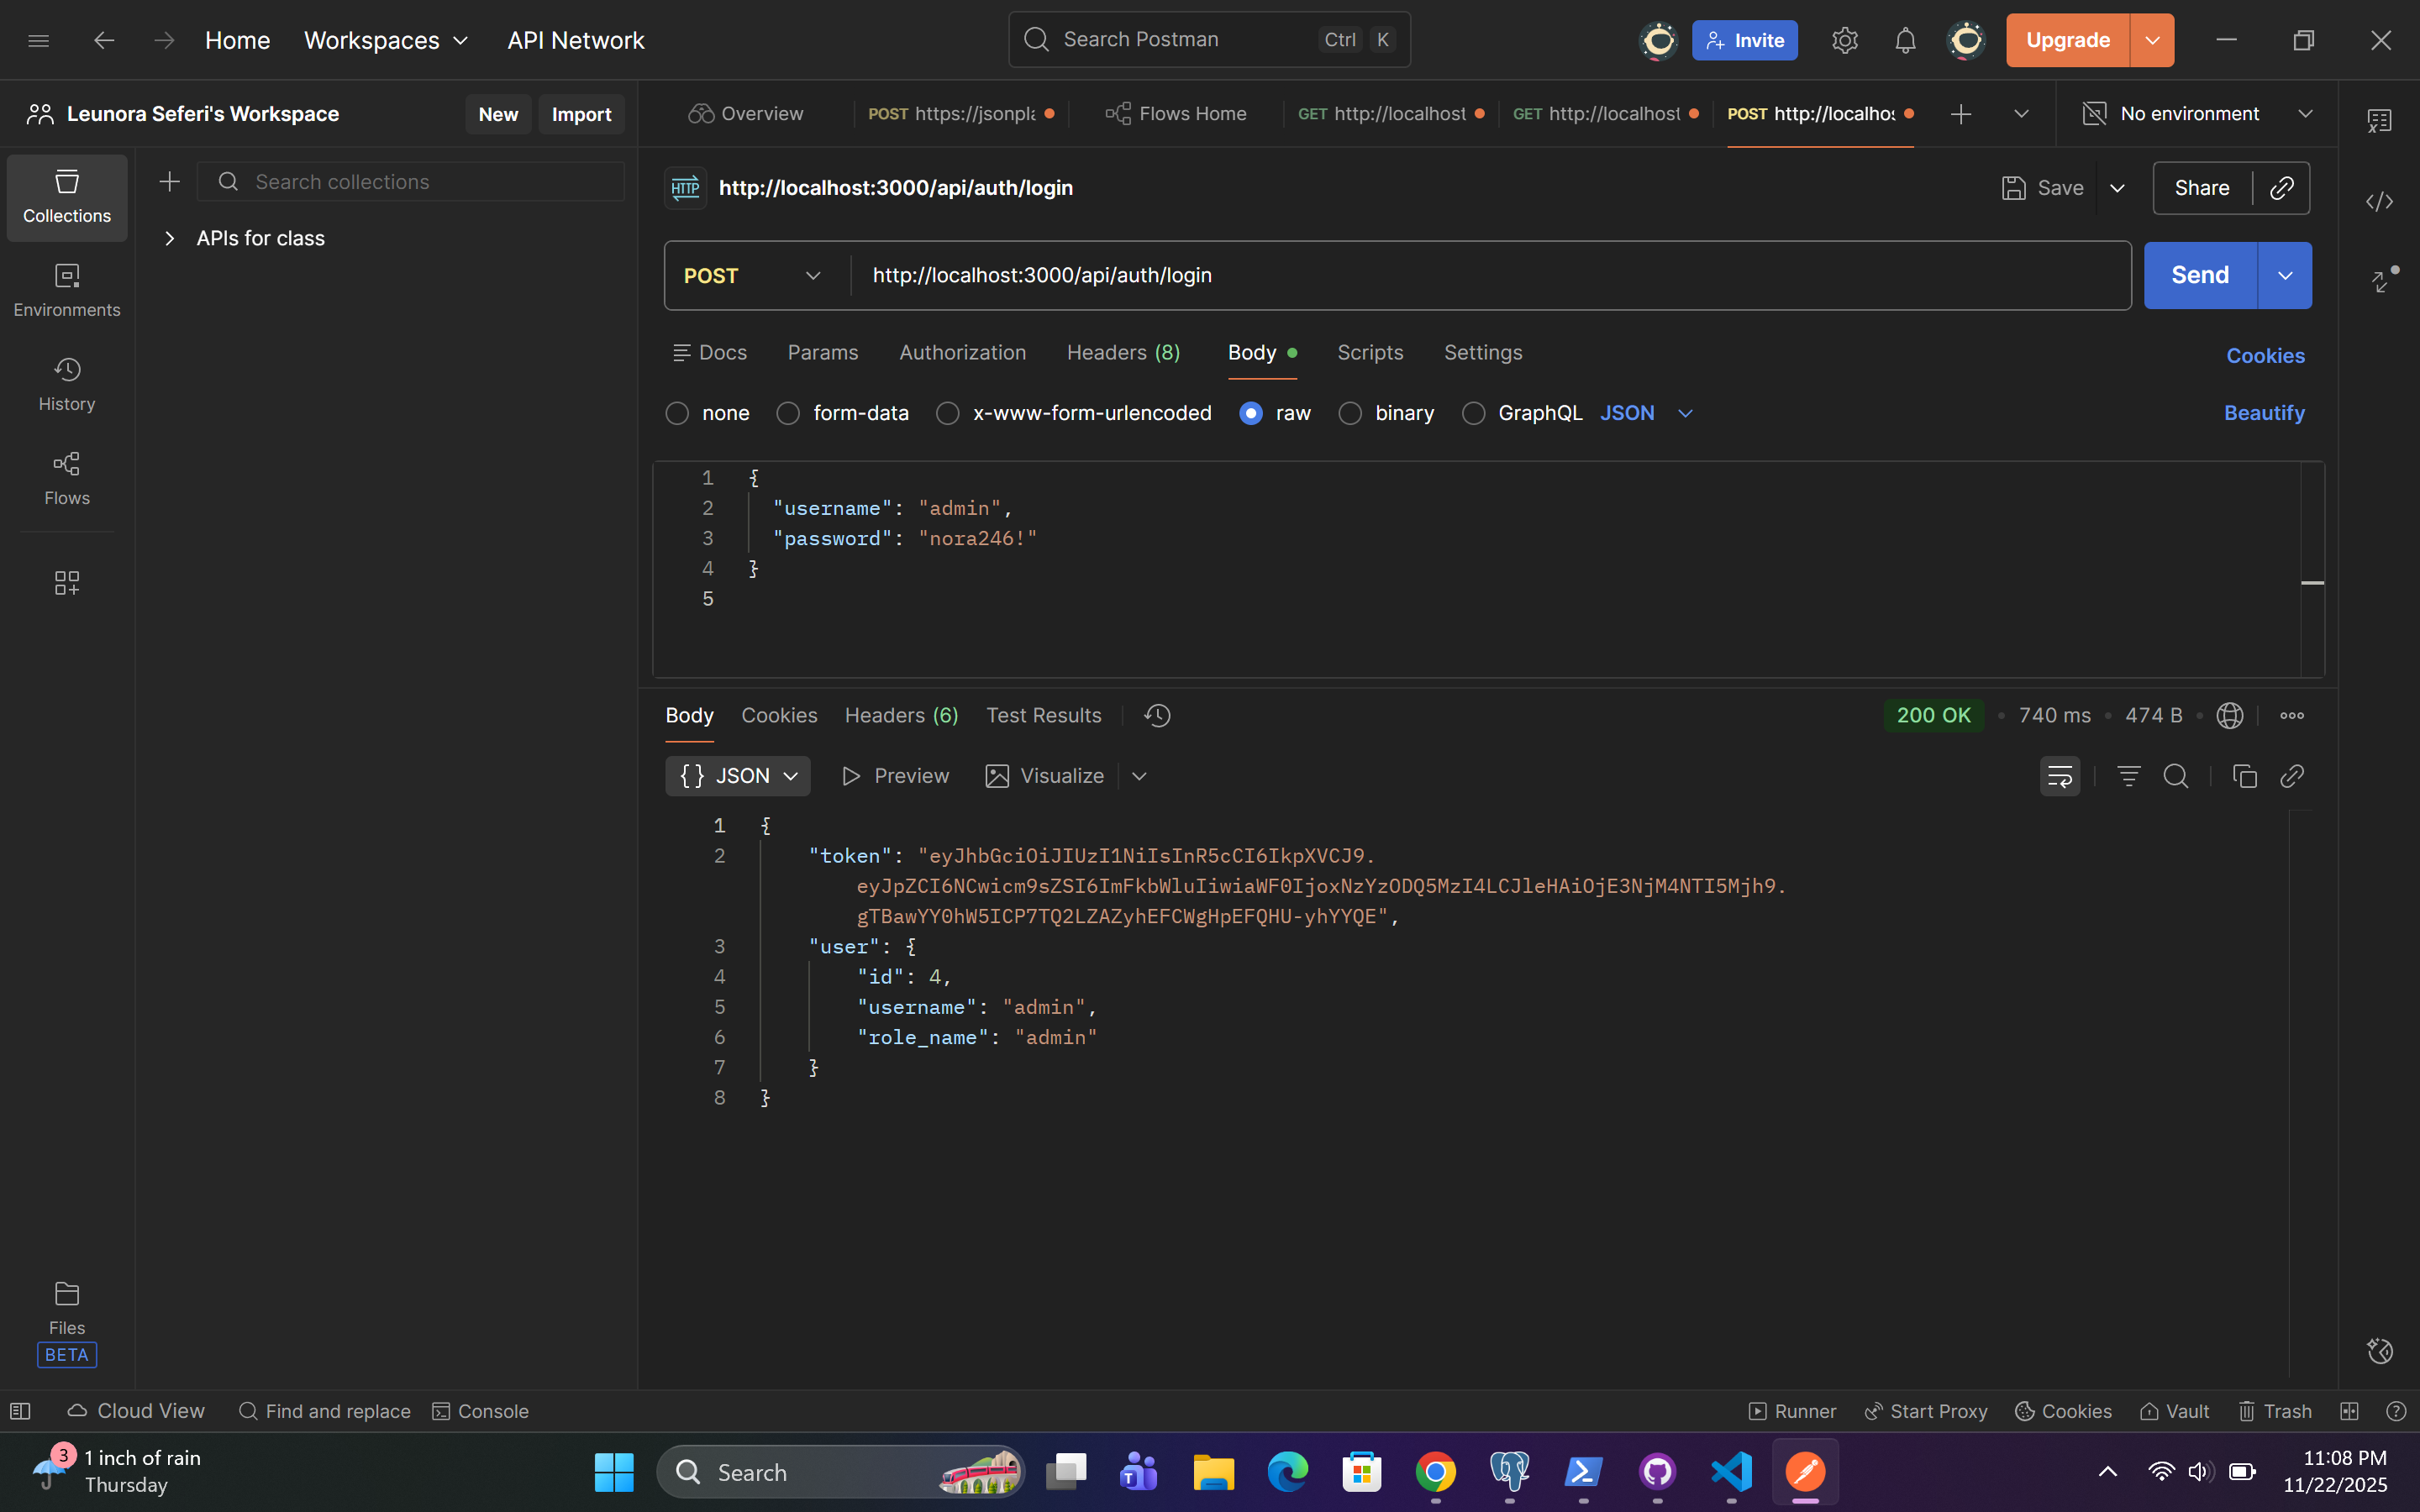 Home Workspaces API Network Search Postman Ctrl K Invite Upgrade
Leunora Seferi's Workspace New Import Overview POST https://jsonpla Flows Home GET http://localhost GET http://localhost POST http://localhos No environment
Collections
Search collections
APIs for class
Environments
History
Flows
Files
BETA
HTTP http://localhost:3000/api/auth/login Save Share
POST http://localhost:3000/api/auth/login Send
Docs Params Authorization Headers (8) Body Scripts Settings Cookies
none form-data x-www-form-urlencoded raw binary GraphQL JSON Beautify
1 {
2 "username": "admin",
3 "password": "nora246!"
4 }
5
Body Cookies Headers (6) Test Results 200 OK • 740 ms • 474 B •
{} JSON Preview Visualize
1 {
2 "token": "eyJhbGciOiJIUzI1NiIsInR5cCI6IkpXVCJ9.
eyJpZCI6NCwicm9sZSI6ImFkbWluIiwiaWF0IjoxNzYzODQ5MzI4LCJleHAiOjE3NjM4NTI5Mjh9.
gTBawYY0hW5ICP7TQ2LZAZyhEFCWgHpEFQHU-yhYYQE",
3 "user": {
4 "id": 4,
5 "username": "admin",
6 "role_name": "admin"
7 }
8 }
Cloud View Find and replace Console Runner Start Proxy Cookies Vault Trash
3 1 inch of rain
Thursday
Search
11:08 PM
11/22/2025